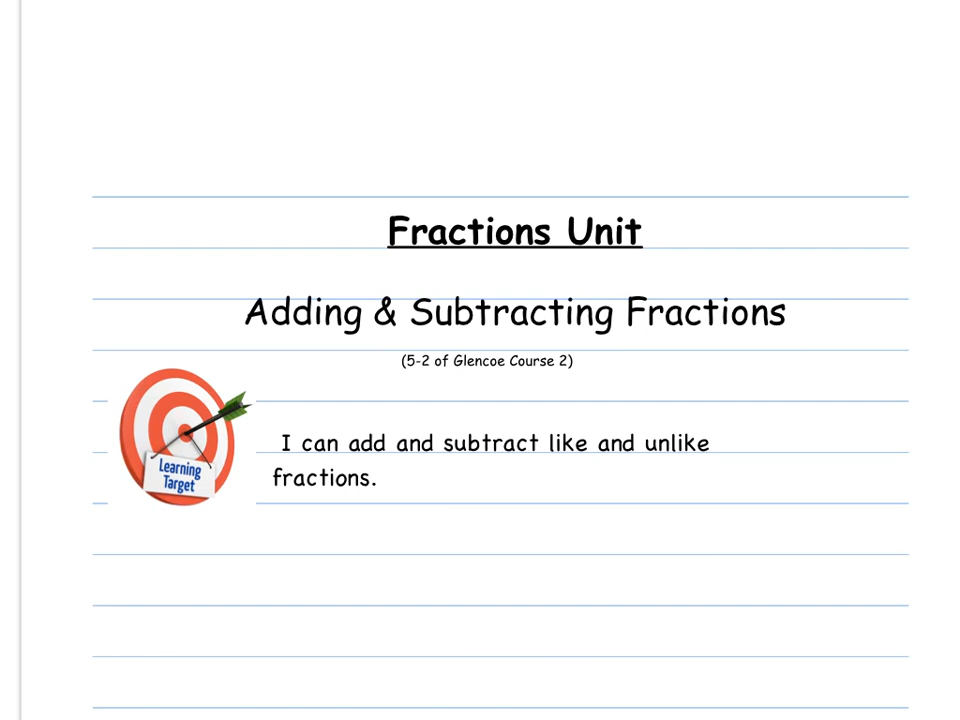 Fractions Unit
Adding & Subtracting Fractions
(5-2 of Glencoe Course 2)
I can add and subtract like and unlike
fractions.
Learning
Target